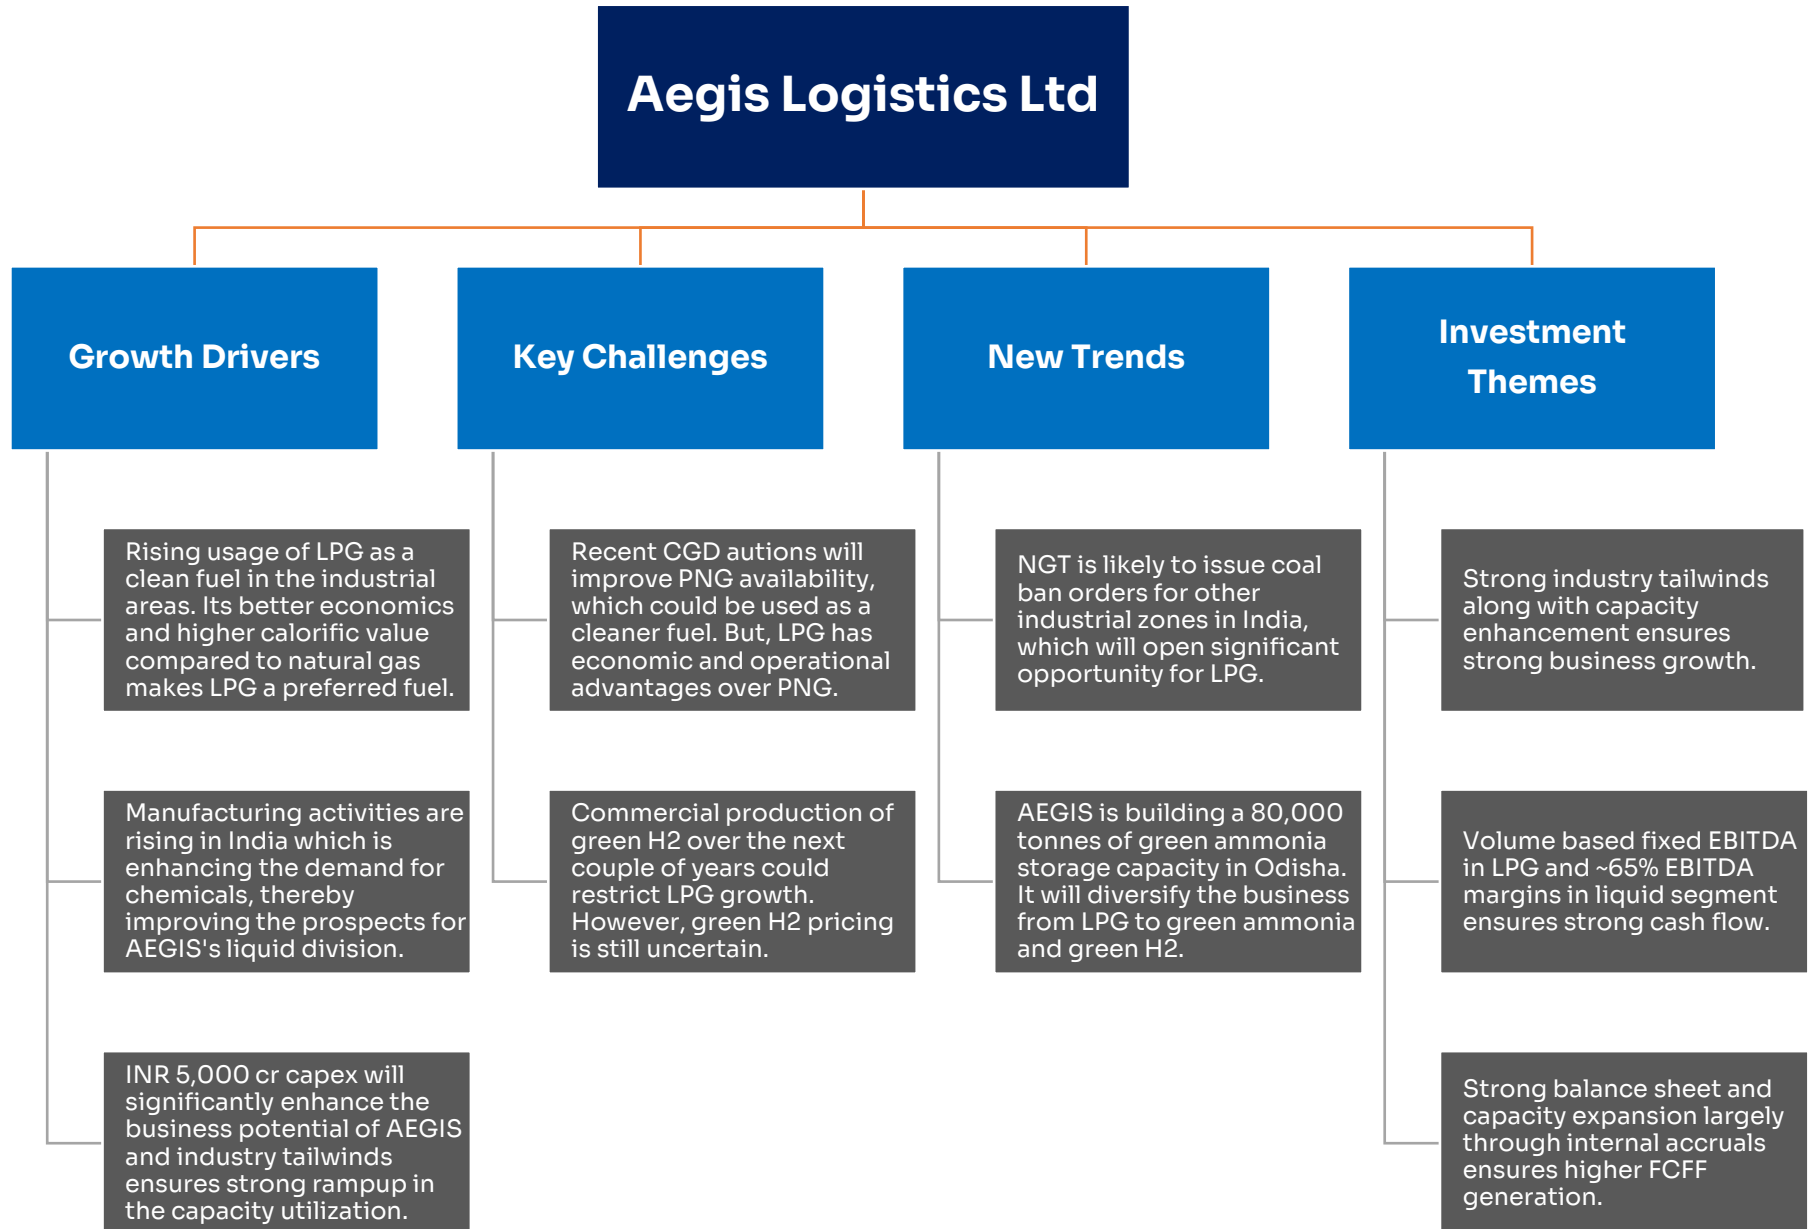 Aegis Logistics Ltd
Growth Drivers
Rising usage of LPG as a
clean fuel in the industrial
areas. Its better economics
and higher calorific value
compared to natural gas
makes LPG a preferred fuel.
Manufacturing activities are
rising in India which is
enhancing the demand for
chemicals, thereby
improving the prospects for
AEGIS's liquid division.
INR 5,000 cr capex will
significantly enhance the
business potential of AEGIS
and industry tailwinds
ensures strong rampup in
the capacity utilization.
Key Challenges
Recent CGD autions will
improve PNG availability,
which could be used as a
cleaner fuel. But, LPG has
economic and operational
advantages over PNG.
Commercial production of
green H2 over the next
couple of years could
restrict LPG growth.
However, green H2 pricing
is still uncertain.
New Trends
NGT is likely to issue coal
ban orders for other
industrial zones in India,
which will open significant
opportunity for LPG.
AEGIS is building a 80,000
tonnes of green ammonia
storage capacity in Odisha.
It will diversify the business
from LPG to green ammonia
and green H2.
Investment
Themes
Strong industry tailwinds
along with capacity
enhancement ensures
strong business growth.
Volume based fixed EBITDA
in LPG and ~65% EBITDA
margins in liquid segment
ensures strong cash flow.
Strong balance sheet and
capacity expansion largely
through internal accruals
ensures higher FCFF
generation.